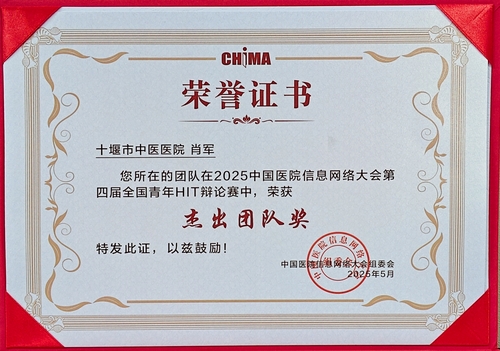 CHiMA
荣誉证书
十堰市中医医院 肖军
您所在的团队在2025中国医院信息网络大会第
四届全国青年HIT辩论赛中，荣获
杰出团队奖
特发此证，以兹鼓励！
中国医院信息网络大会组委会
2025年5月